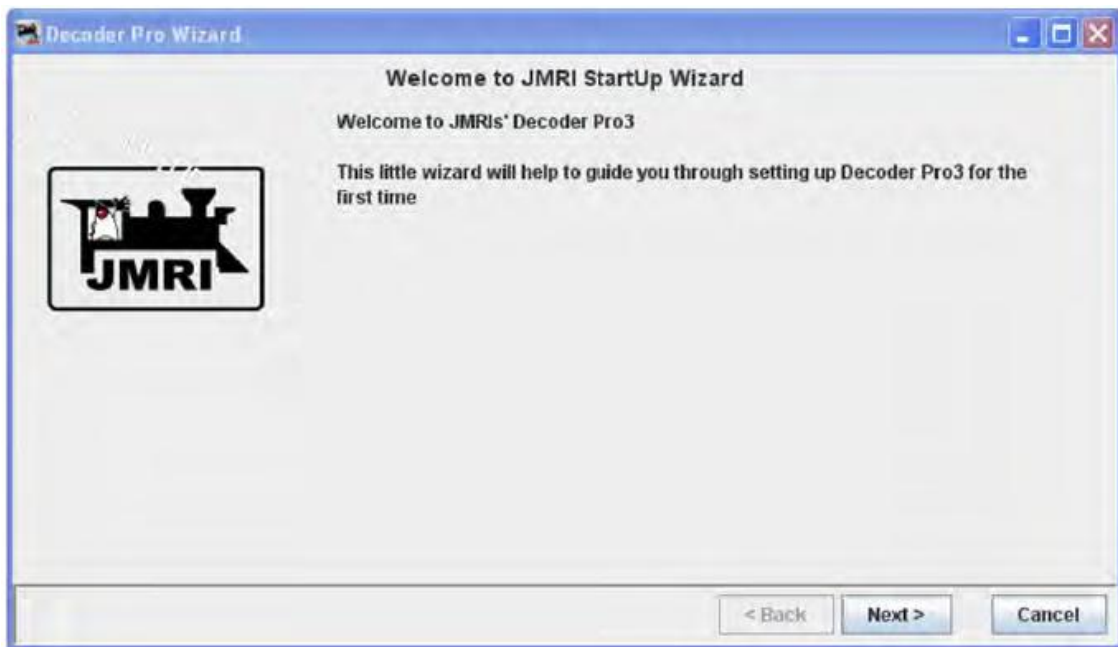 Decoder Pro Wizard
Welcome to JMRI StartUp Wizard
Welcome to JMRIs' Decoder Pro3
This little wizard will help to guide you through setting up Decoder Pro3 for the
first time
JMRI
< Back
Next >
Cancel